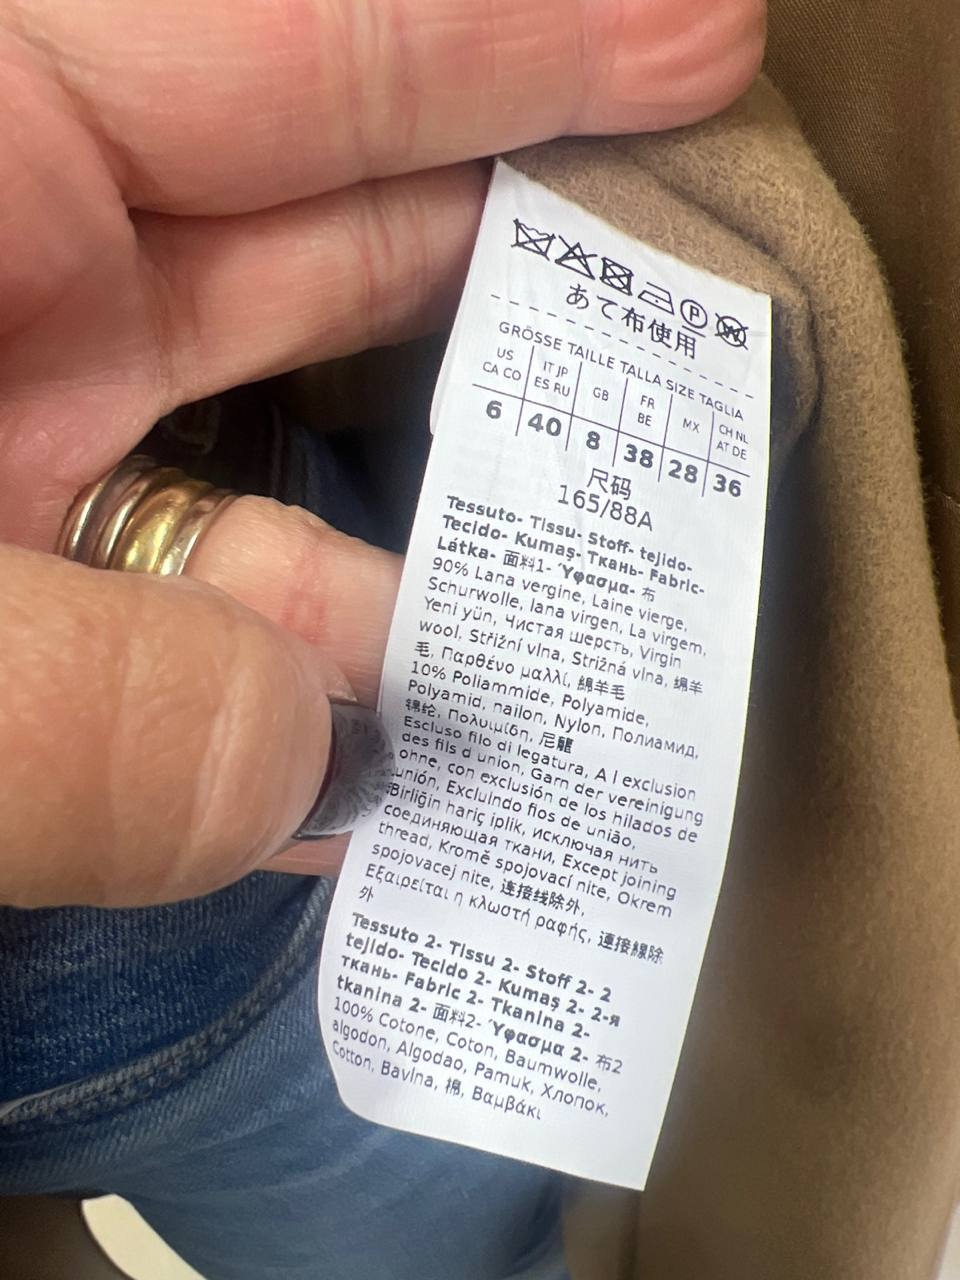 P W
あて布使用
GRÖSSE TAILLE TALLA SIZE TAGLIA
US CA CO IT JP ES RU GB FR BE MX CH NL AT DE
6 40 8 38 28 36
尺码
165/88A
Tessuto- Tissu- Stoff- tejido-
Tecido- Kumaş- Ткань- Fabric-
Látka- 面料1- Ύφασμα- 布
90% Lana vergine, Laine vierge,
Schurwolle, lana virgen, La virgem,
Yeni yün, Чистая шерсть, Virgin
wool, Střižní vlna, Strižná vlna, 绵羊
毛, Παρθένο μαλλί, 綿羊毛
10% Poliammide, Polyamide,
Polyamid, nailon, Nylon, Полиамид,
锦纶, Πολυιμίδη, 尼龍
Escluso filo di legatura, A l exclusion
des fils d union, Garn der vereinigung
ohne, con exclusión de los hilados de
unión, Excluindo fios de união,
Birliğin hariç iplik, исключая нить
соединяющая ткани, Except joining
thread, Kromě spojovací nite, Okrem
spojovacej nite, 连接线除外,
Εξαιρείται η κλωστή ραφής, 連接線除
外
Tessuto 2- Tissu 2- Stoff 2- 2
tejido- Tecido 2- Kumaş 2- 2-я
ткань- Fabric 2- Tkanina 2-
tkanina 2- 面料2- Ύφασμα 2- 布2
100% Cotone, Coton, Baumwolle,
algodon, Algodao, Pamuk, Хлопок,
Cotton, Bavlna, 棉, Βαμβάκι